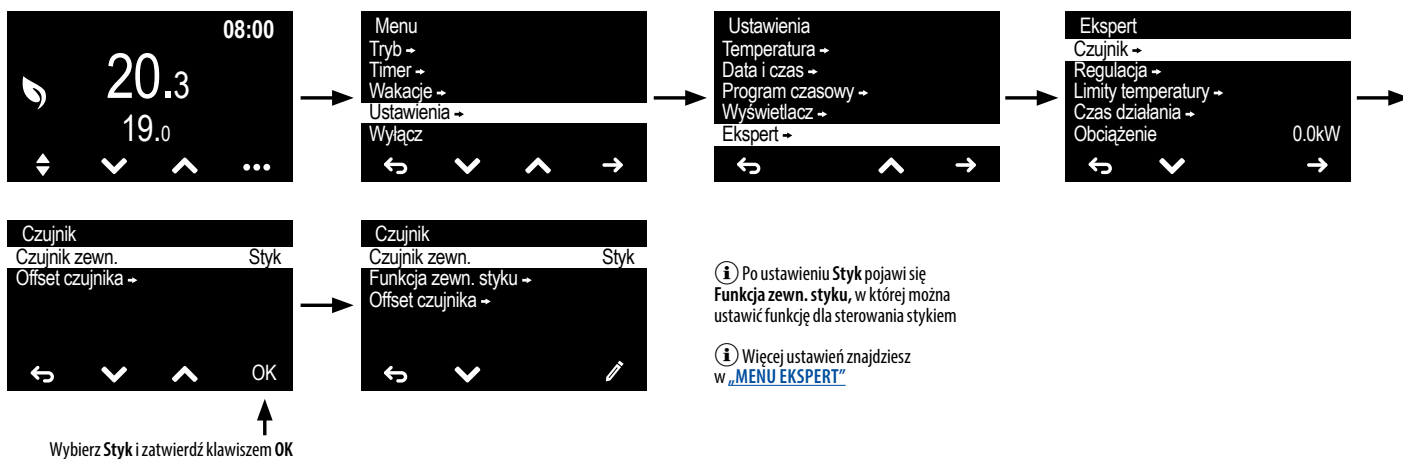 08:00
20.3
19.0
Menu
Tryb →
Timer →
Wakacje →
Ustawienia →
Wyłącz
Ustawienia
Temperatura →
Data i czas →
Program czasowy →
Wyświetlacz →
Ekspert →
Ekspert
Czujnik →
Regulacja →
Limity temperatury →
Czas działania →
Obciążenie 0.0kW
Czujnik
Czujnik zewn. Styk
Offset czujnika →
OK
Wybierz Styk i zatwierdź klawiszem OK
Czujnik
Czujnik zewn. Styk
Funkcja zewn. styku →
Offset czujnika →
i Po ustawieniu Styk pojawi się
Funkcja zewn. styku, w której można
ustawić funkcję dla sterowania stykiem
i Więcej ustawień znajdziesz
w „MENU EKSPERT”